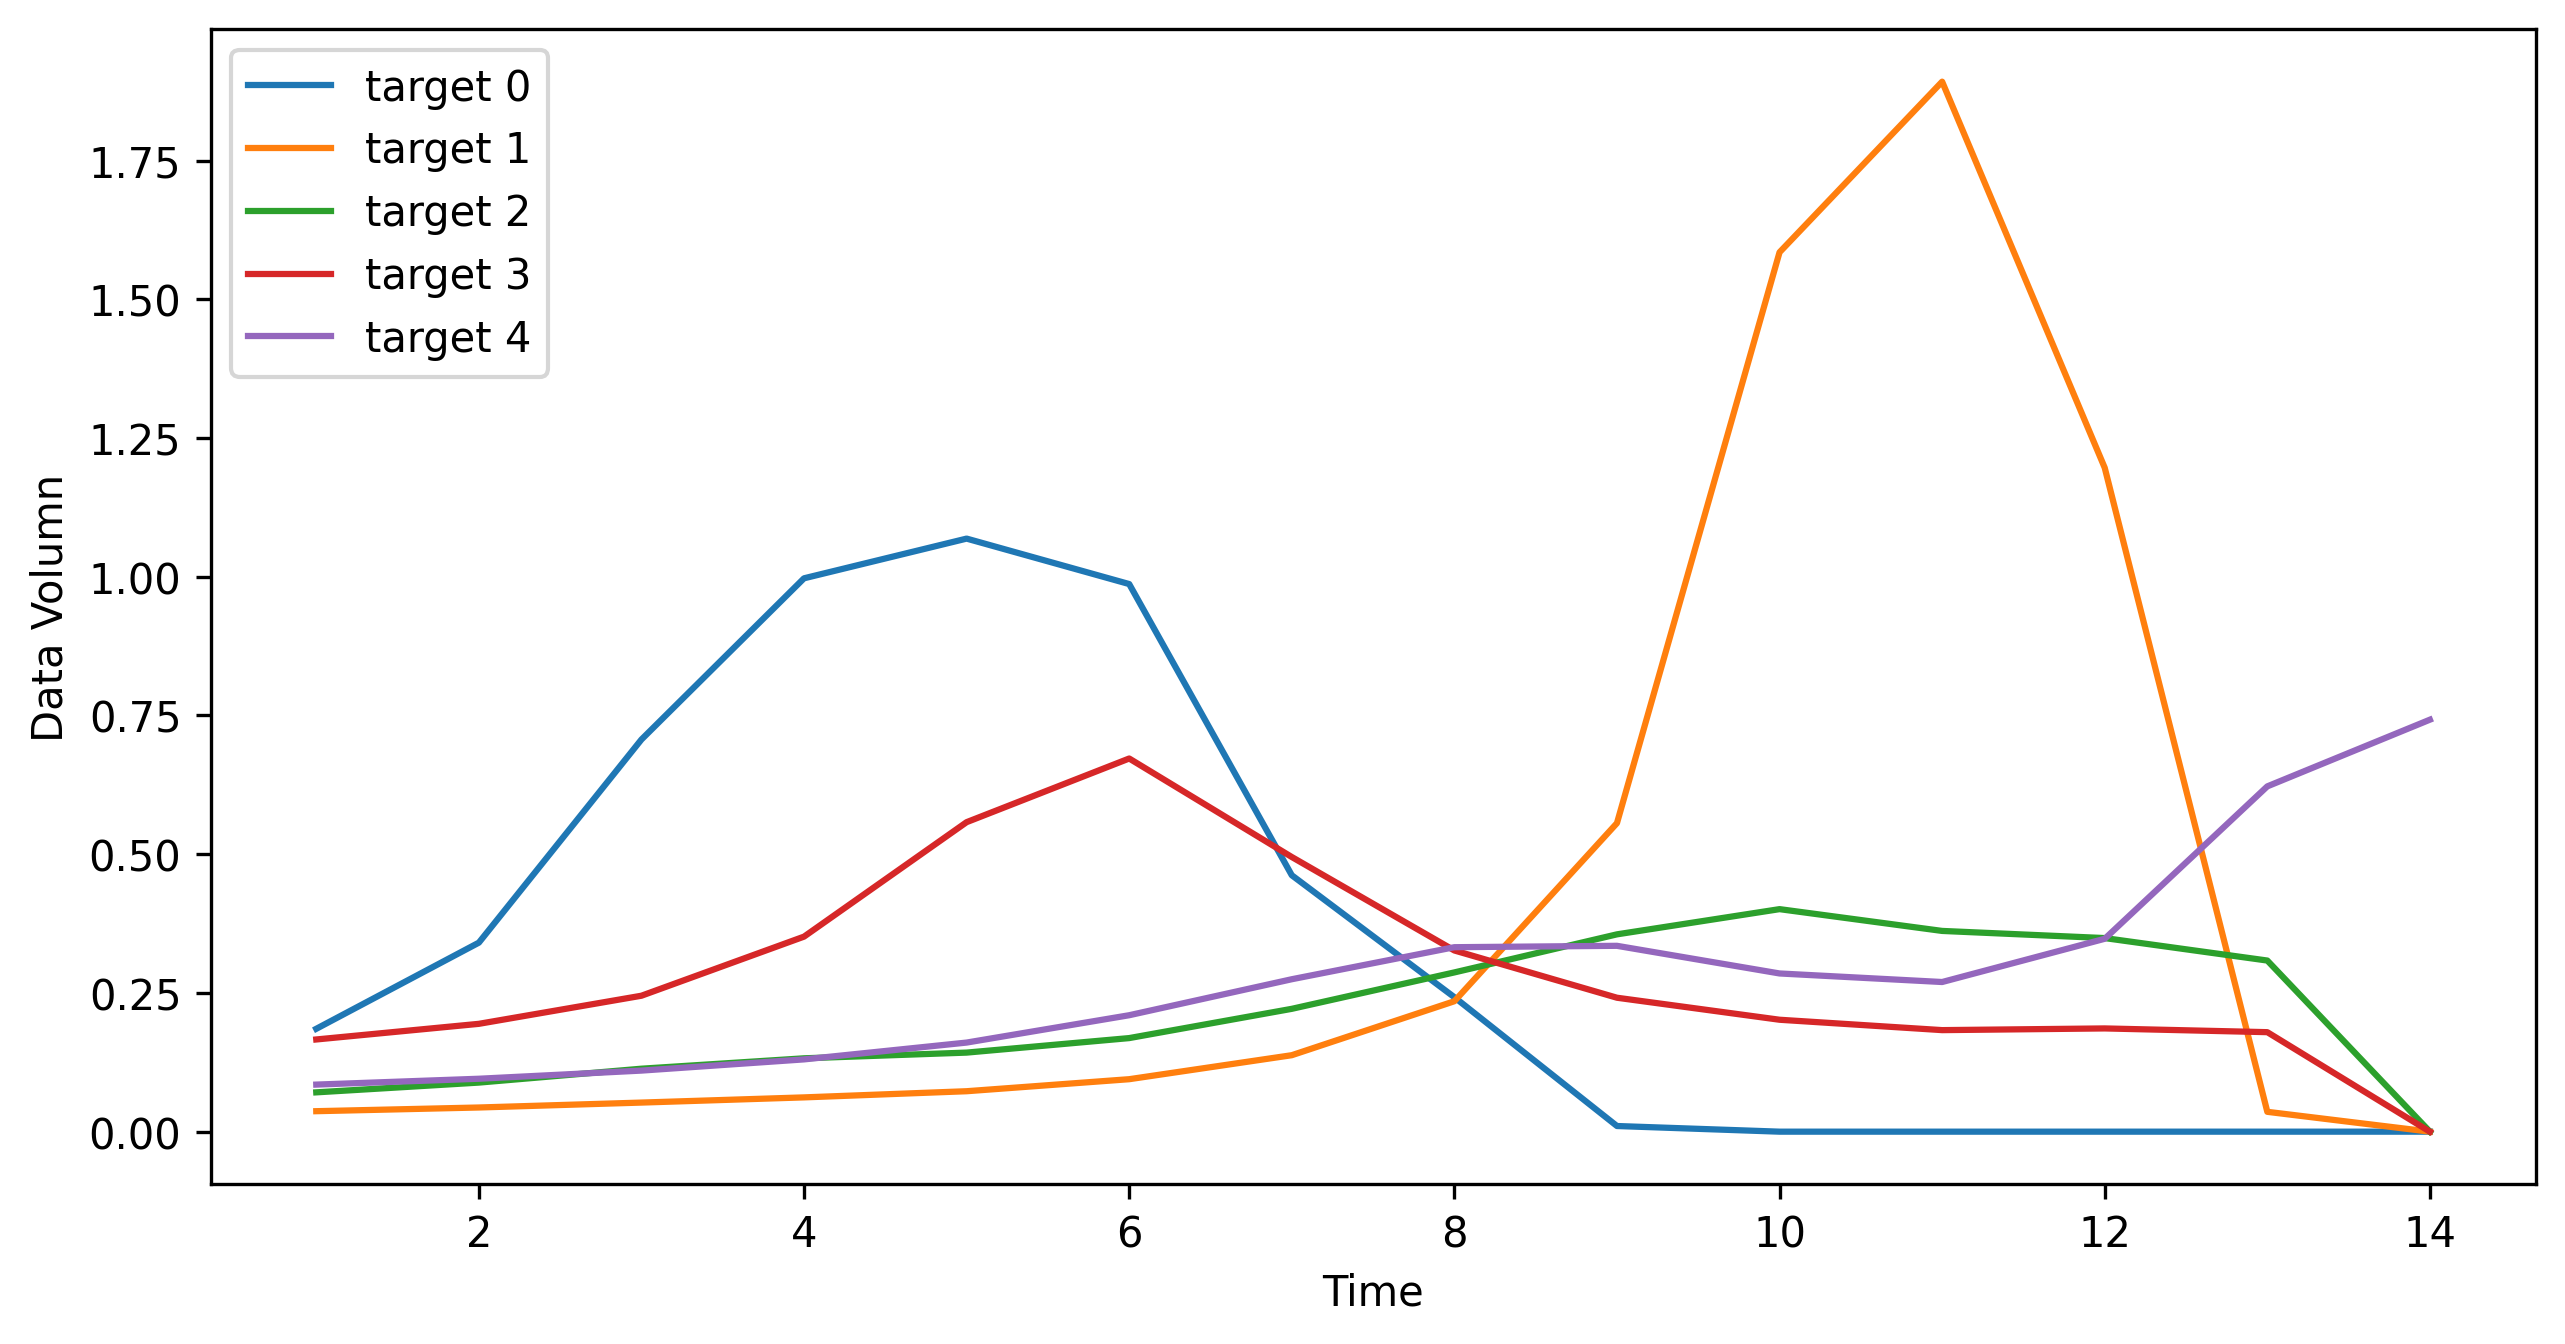 target 0
target 1
target 2
target 3
target 4
1.75
1.50
1.25
1.00
0.75
0.50
0.25
0.00
Data Volumn
2 4 6 8 10 12 14
Time